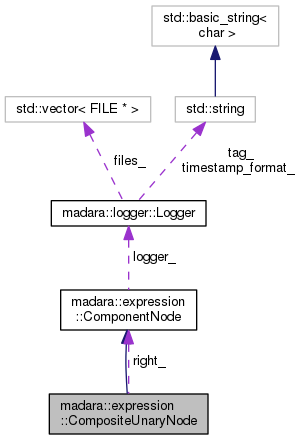 std::basic_string<
char >
std::vector< FILE * >
std::string
files_
tag_
timestamp_format_
madara::logger::Logger
logger_
madara::expression
::ComponentNode
right_
madara::expression
::CompositeUnaryNode